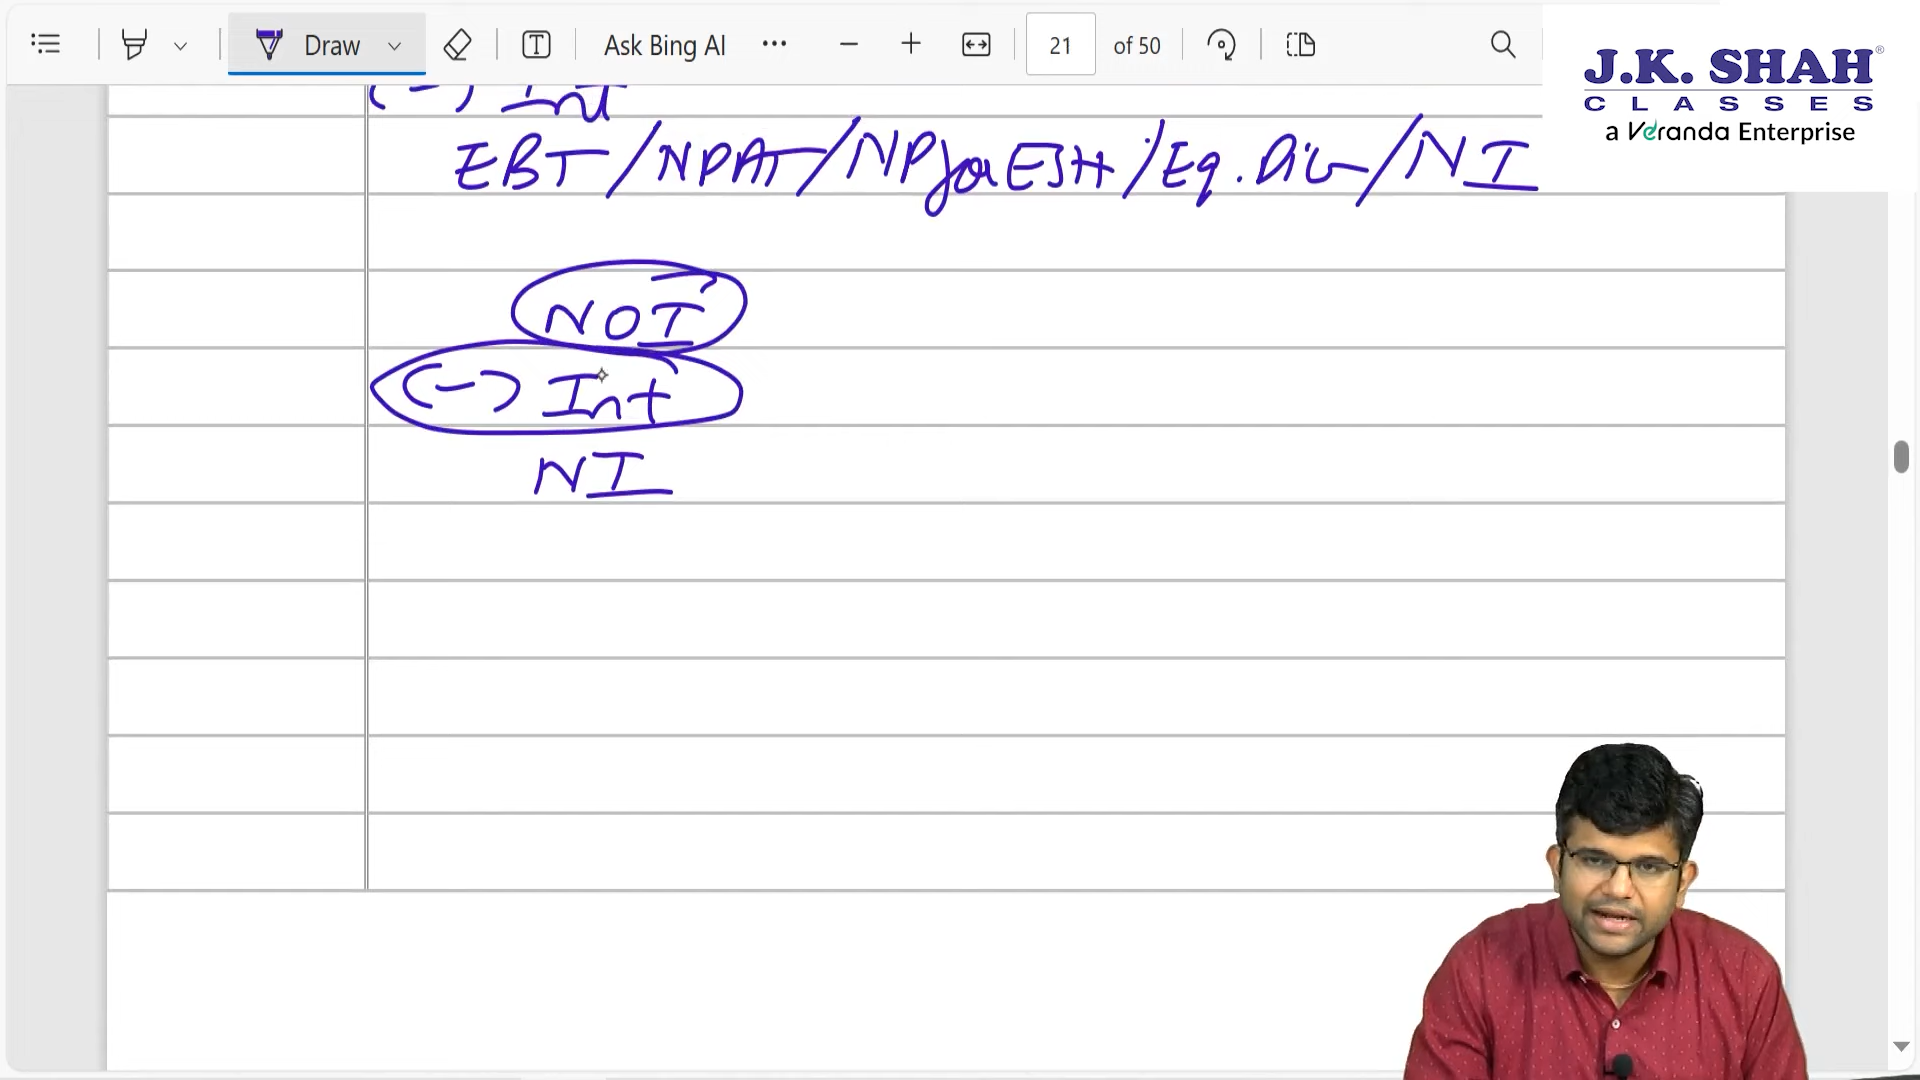 Draw
Ask Bing AI
21 of 50
J.K. SHAH®
CLASSES
a Veranda Enterprise
(-) Int
EBT/NPAT/NP for ESH/Eq. Div/NI
NOI
(-) Int
NI